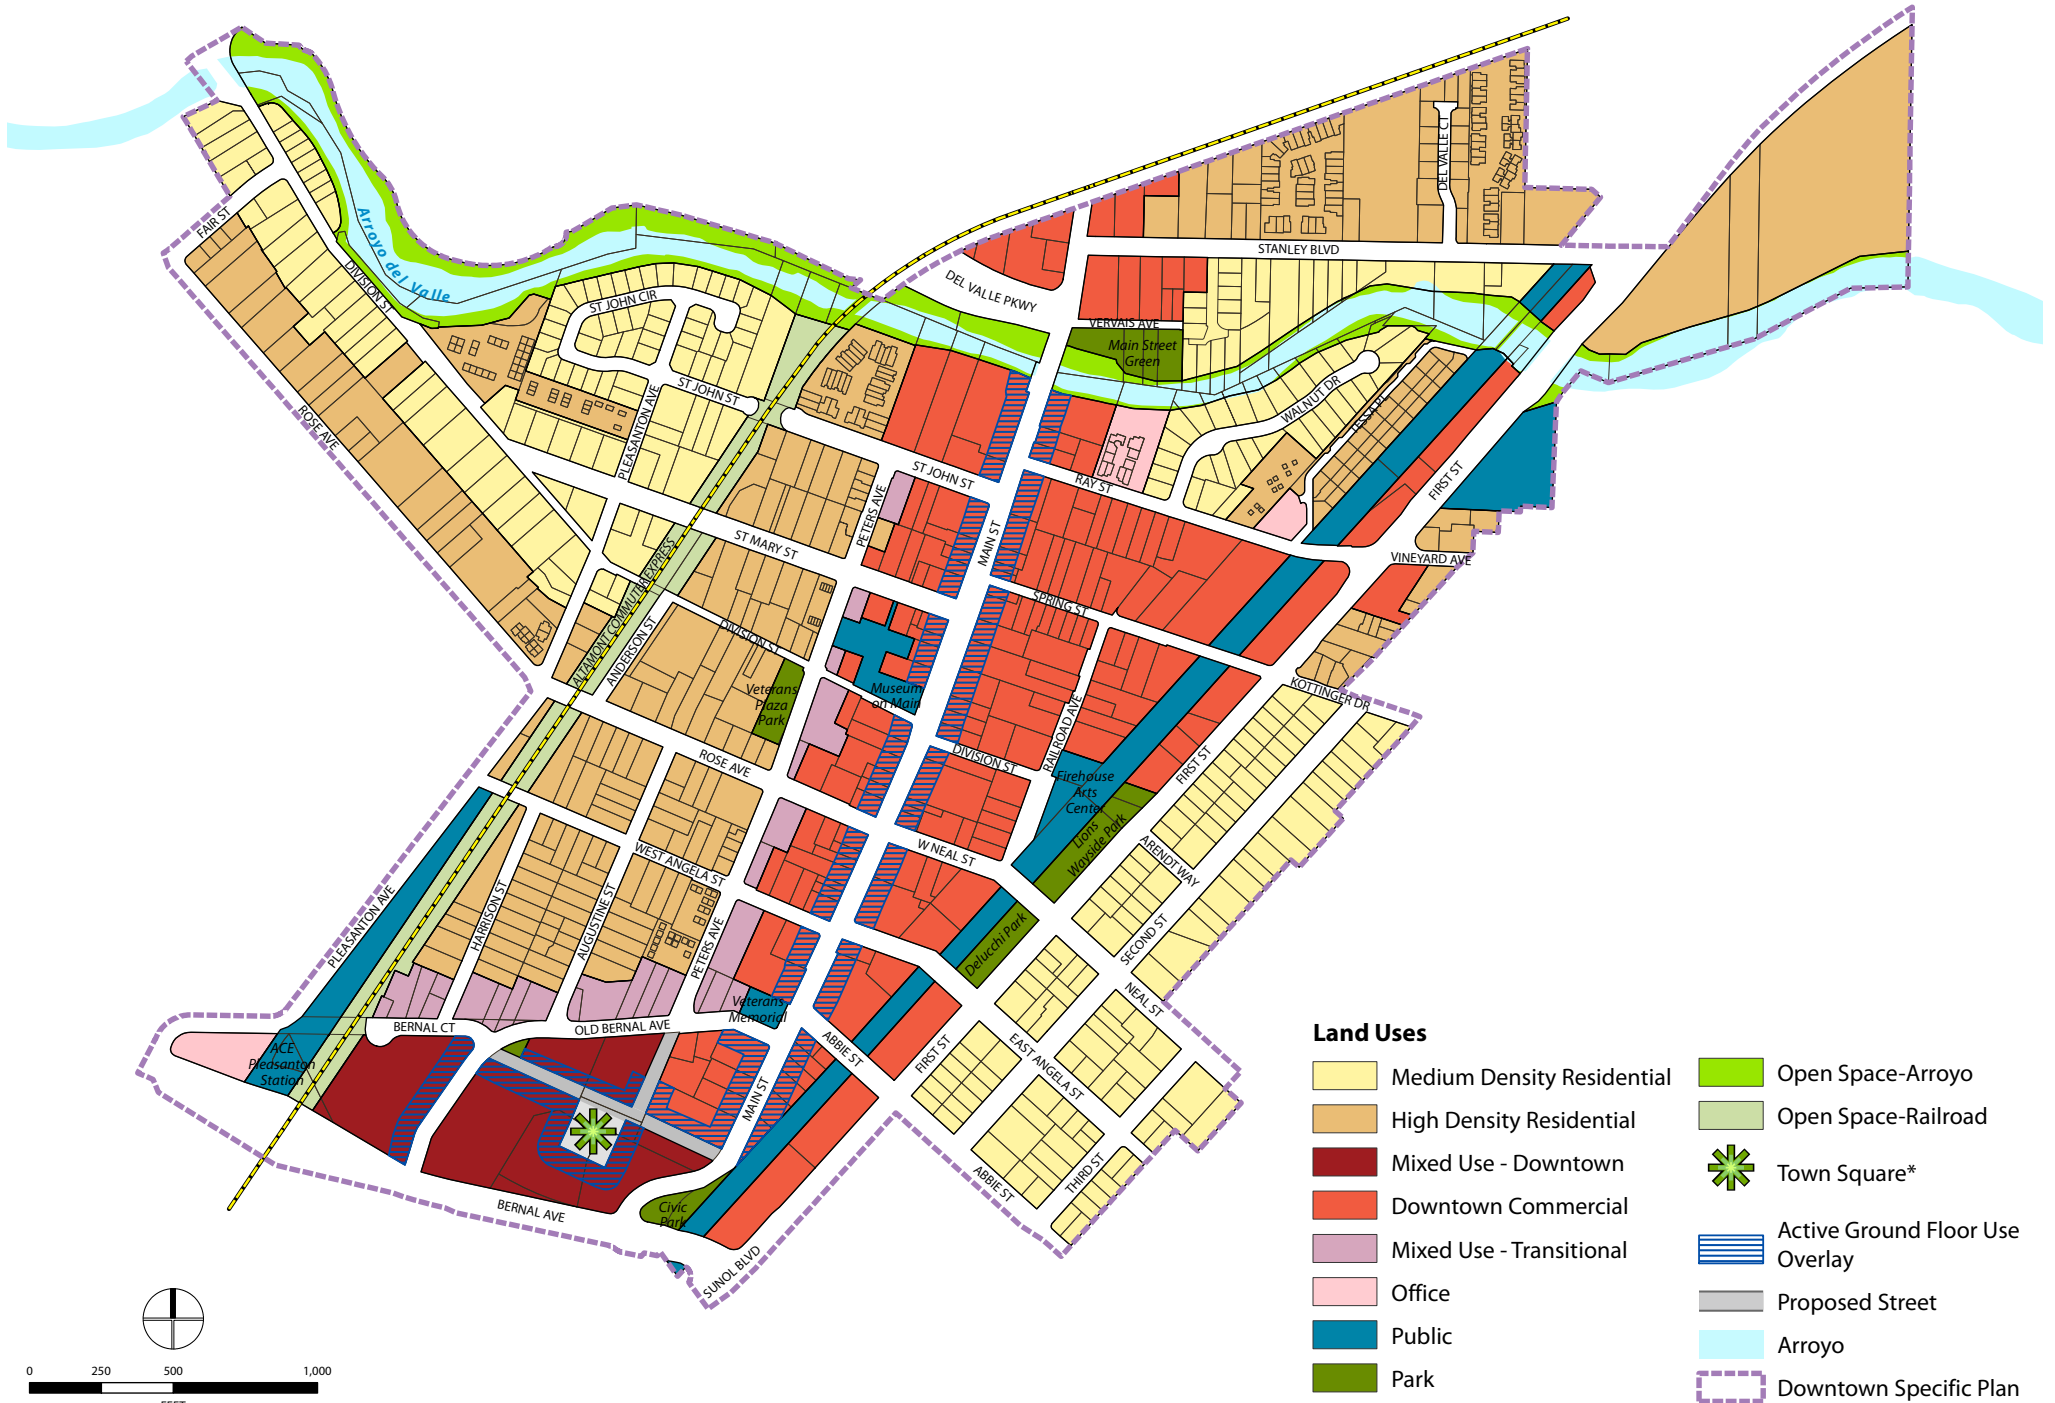 Arroyo del Valle
FAIR ST
DIVISION ST
ROSE AVE
ST JOHN CIR
ST JOHN ST
PLEASANTON AVE
DEL VALLE PKWY
DEL VALLE CT
STANLEY BLVD
VERVAIS AVE
Main Street
Green
WALNUT DR
TESSA PL
ST JOHN ST
PETERS AVE
RAY ST
MAIN ST
FIRST ST
VINEYARD AVE
ST MARY ST
ALTAMONT COMMUTER EXPRESS
ANDERSON ST
DIVISION ST
SPRING ST
Veterans
Plaza
Park
Museum
on Main
KOTTINGER DR
RAILROAD AVE
DIVISION ST
ROSE AVE
FIRST ST
Firehouse
Arts
Center
Lions
Wayside Park
W NEAL ST
ARENDT WAY
WEST ANGELA ST
HARRISON ST
AUGUSTINE ST
PETERS AVE
PLEASANTON AVE
Delucchi Park
SECOND ST
NEAL ST
Veterans
Memorial
BERNAL CT
OLD BERNAL AVE
ABBIE ST
FIRST ST
EAST ANGELA ST
ACE
Pleasanton
Station
MAIN ST
ABBIE ST
THIRD ST
BERNAL AVE
Civic
Park
SUNOL BLVD
0 250 500 1,000
FEET
Land Uses
Medium Density Residential
High Density Residential
Mixed Use - Downtown
Downtown Commercial
Mixed Use - Transitional
Office
Public
Park
Open Space-Arroyo
Open Space-Railroad
Town Square*
Active Ground Floor Use
Overlay
Proposed Street
Arroyo
Downtown Specific Plan